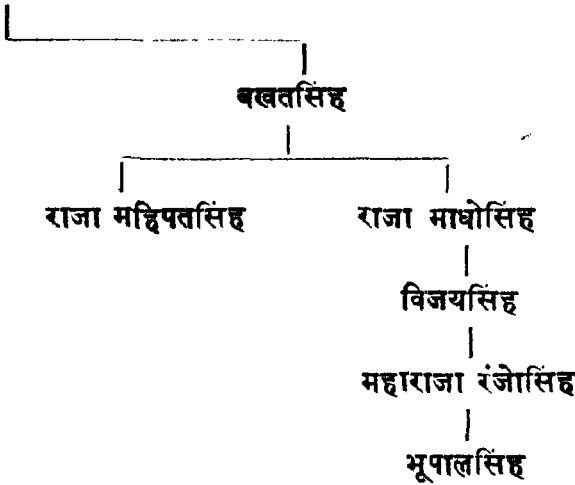 बखतसिंह
राजा महिपतसिंह राजा माधोसिंह
विजयसिंह
महाराजा रंजोसिंह
भूपालसिंह